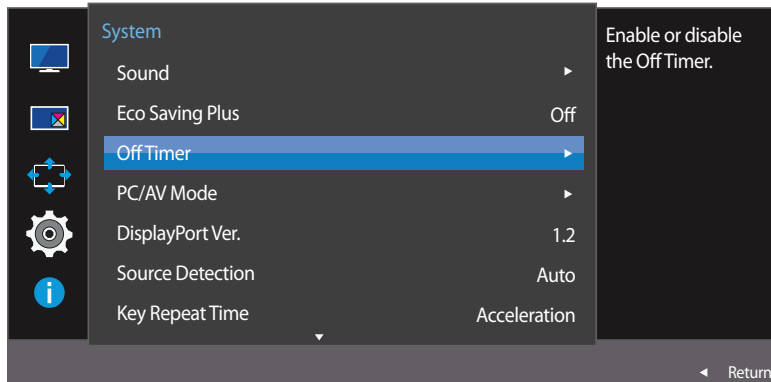 System
Sound
Eco Saving Plus Off
Off Timer
PC/AV Mode
DisplayPort Ver. 1.2
Source Detection Auto
Key Repeat Time Acceleration
Enable or disable
the Off Timer.
Return